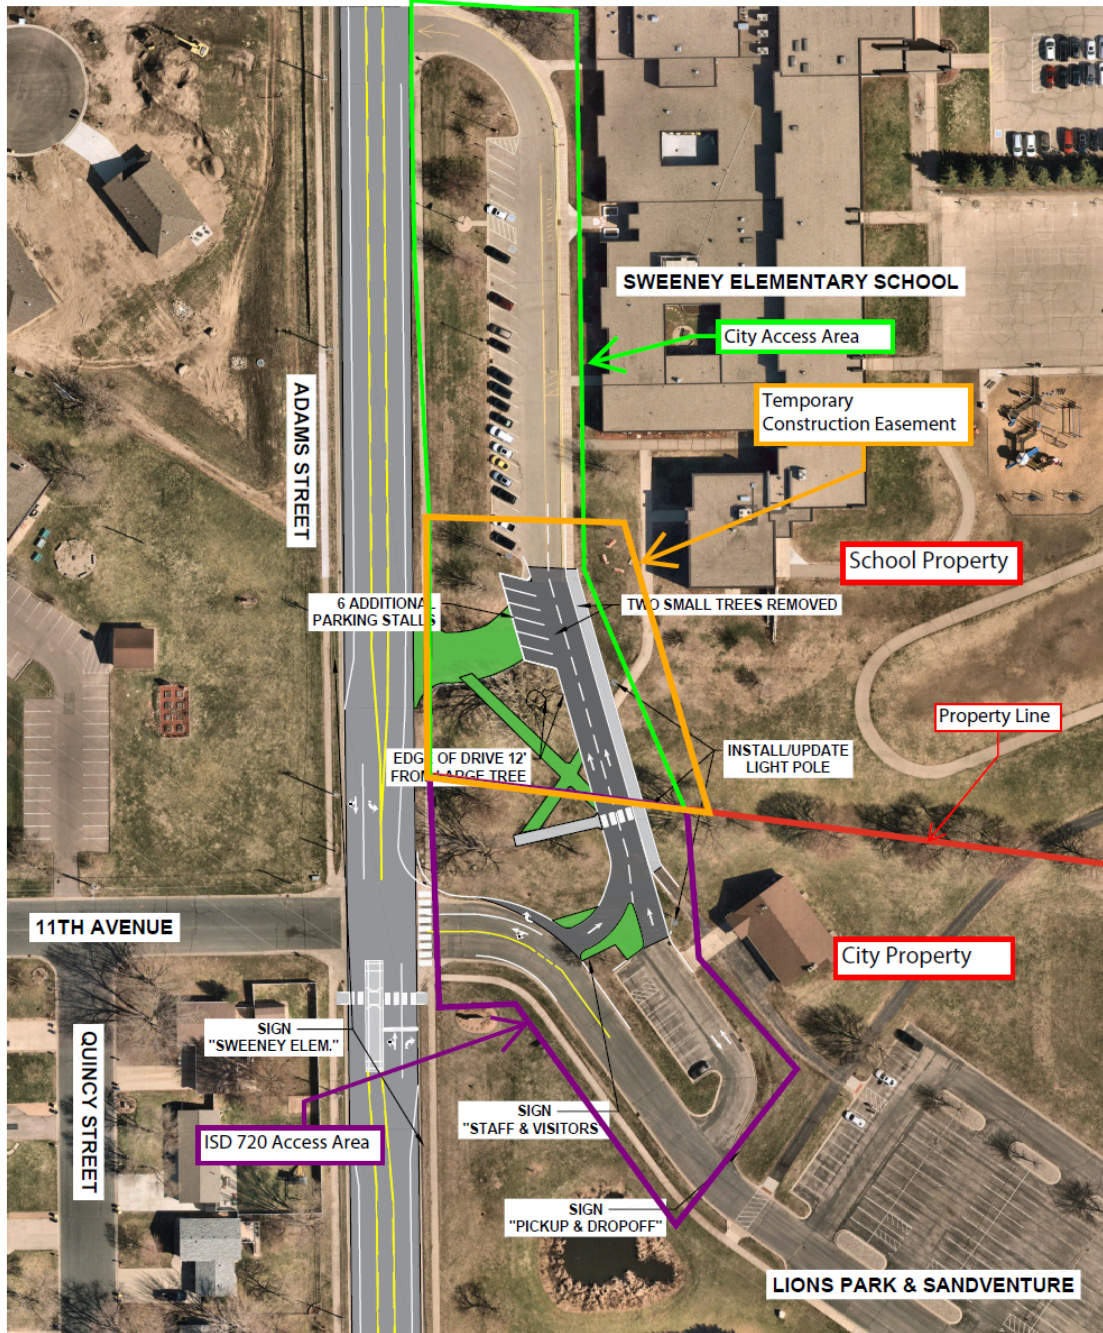 SWEENEY ELEMENTARY SCHOOL
City Access Area
ADAMS STREET
Temporary
Construction Easement
School Property
6 ADDITIONAL
PARKING STALLS
TWO SMALL TREES REMOVED
Property Line
EDGE OF DRIVE 12'
FROM LARGE TREE
INSTALL/UPDATE
LIGHT POLE
11TH AVENUE
City Property
SIGN
"SWEENEY ELEM."
QUINCY STREET
ISD 720 Access Area
SIGN
"STAFF & VISITORS
SIGN
"PICKUP & DROPOFF"
LIONS PARK & SANDVENTURE